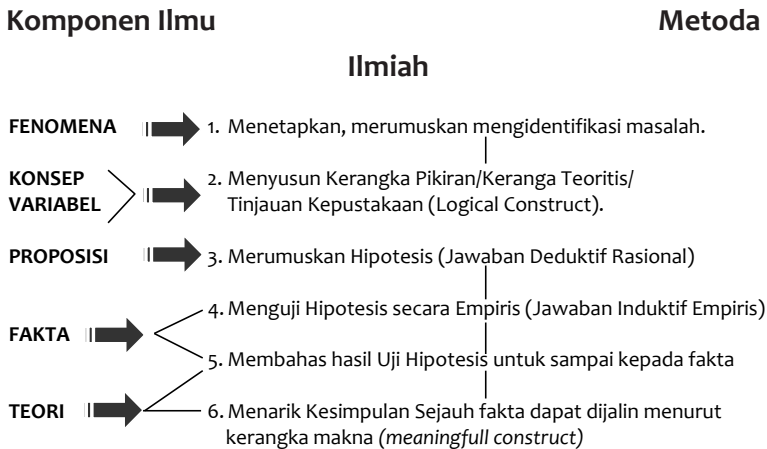 Komponen Ilmu Metoda
Ilmiah
FENOMENA 1. Menetapkan, merumuskan mengidentifikasi masalah.
KONSEP 2. Menyusun Kerangka Pikiran/Keranga Teoritis/
VARIABEL Tinjauan Kepustakaan (Logical Construct).
PROPOSISI 3. Merumuskan Hipotesis (Jawaban Deduktif Rasional)
4. Menguji Hipotesis secara Empiris (Jawaban Induktif Empiris)
FAKTA
5. Membahas hasil Uji Hipotesis untuk sampai kepada fakta
TEORI 6. Menarik Kesimpulan Sejauh fakta dapat dijalin menurut
kerangka makna (meaningfull construct)